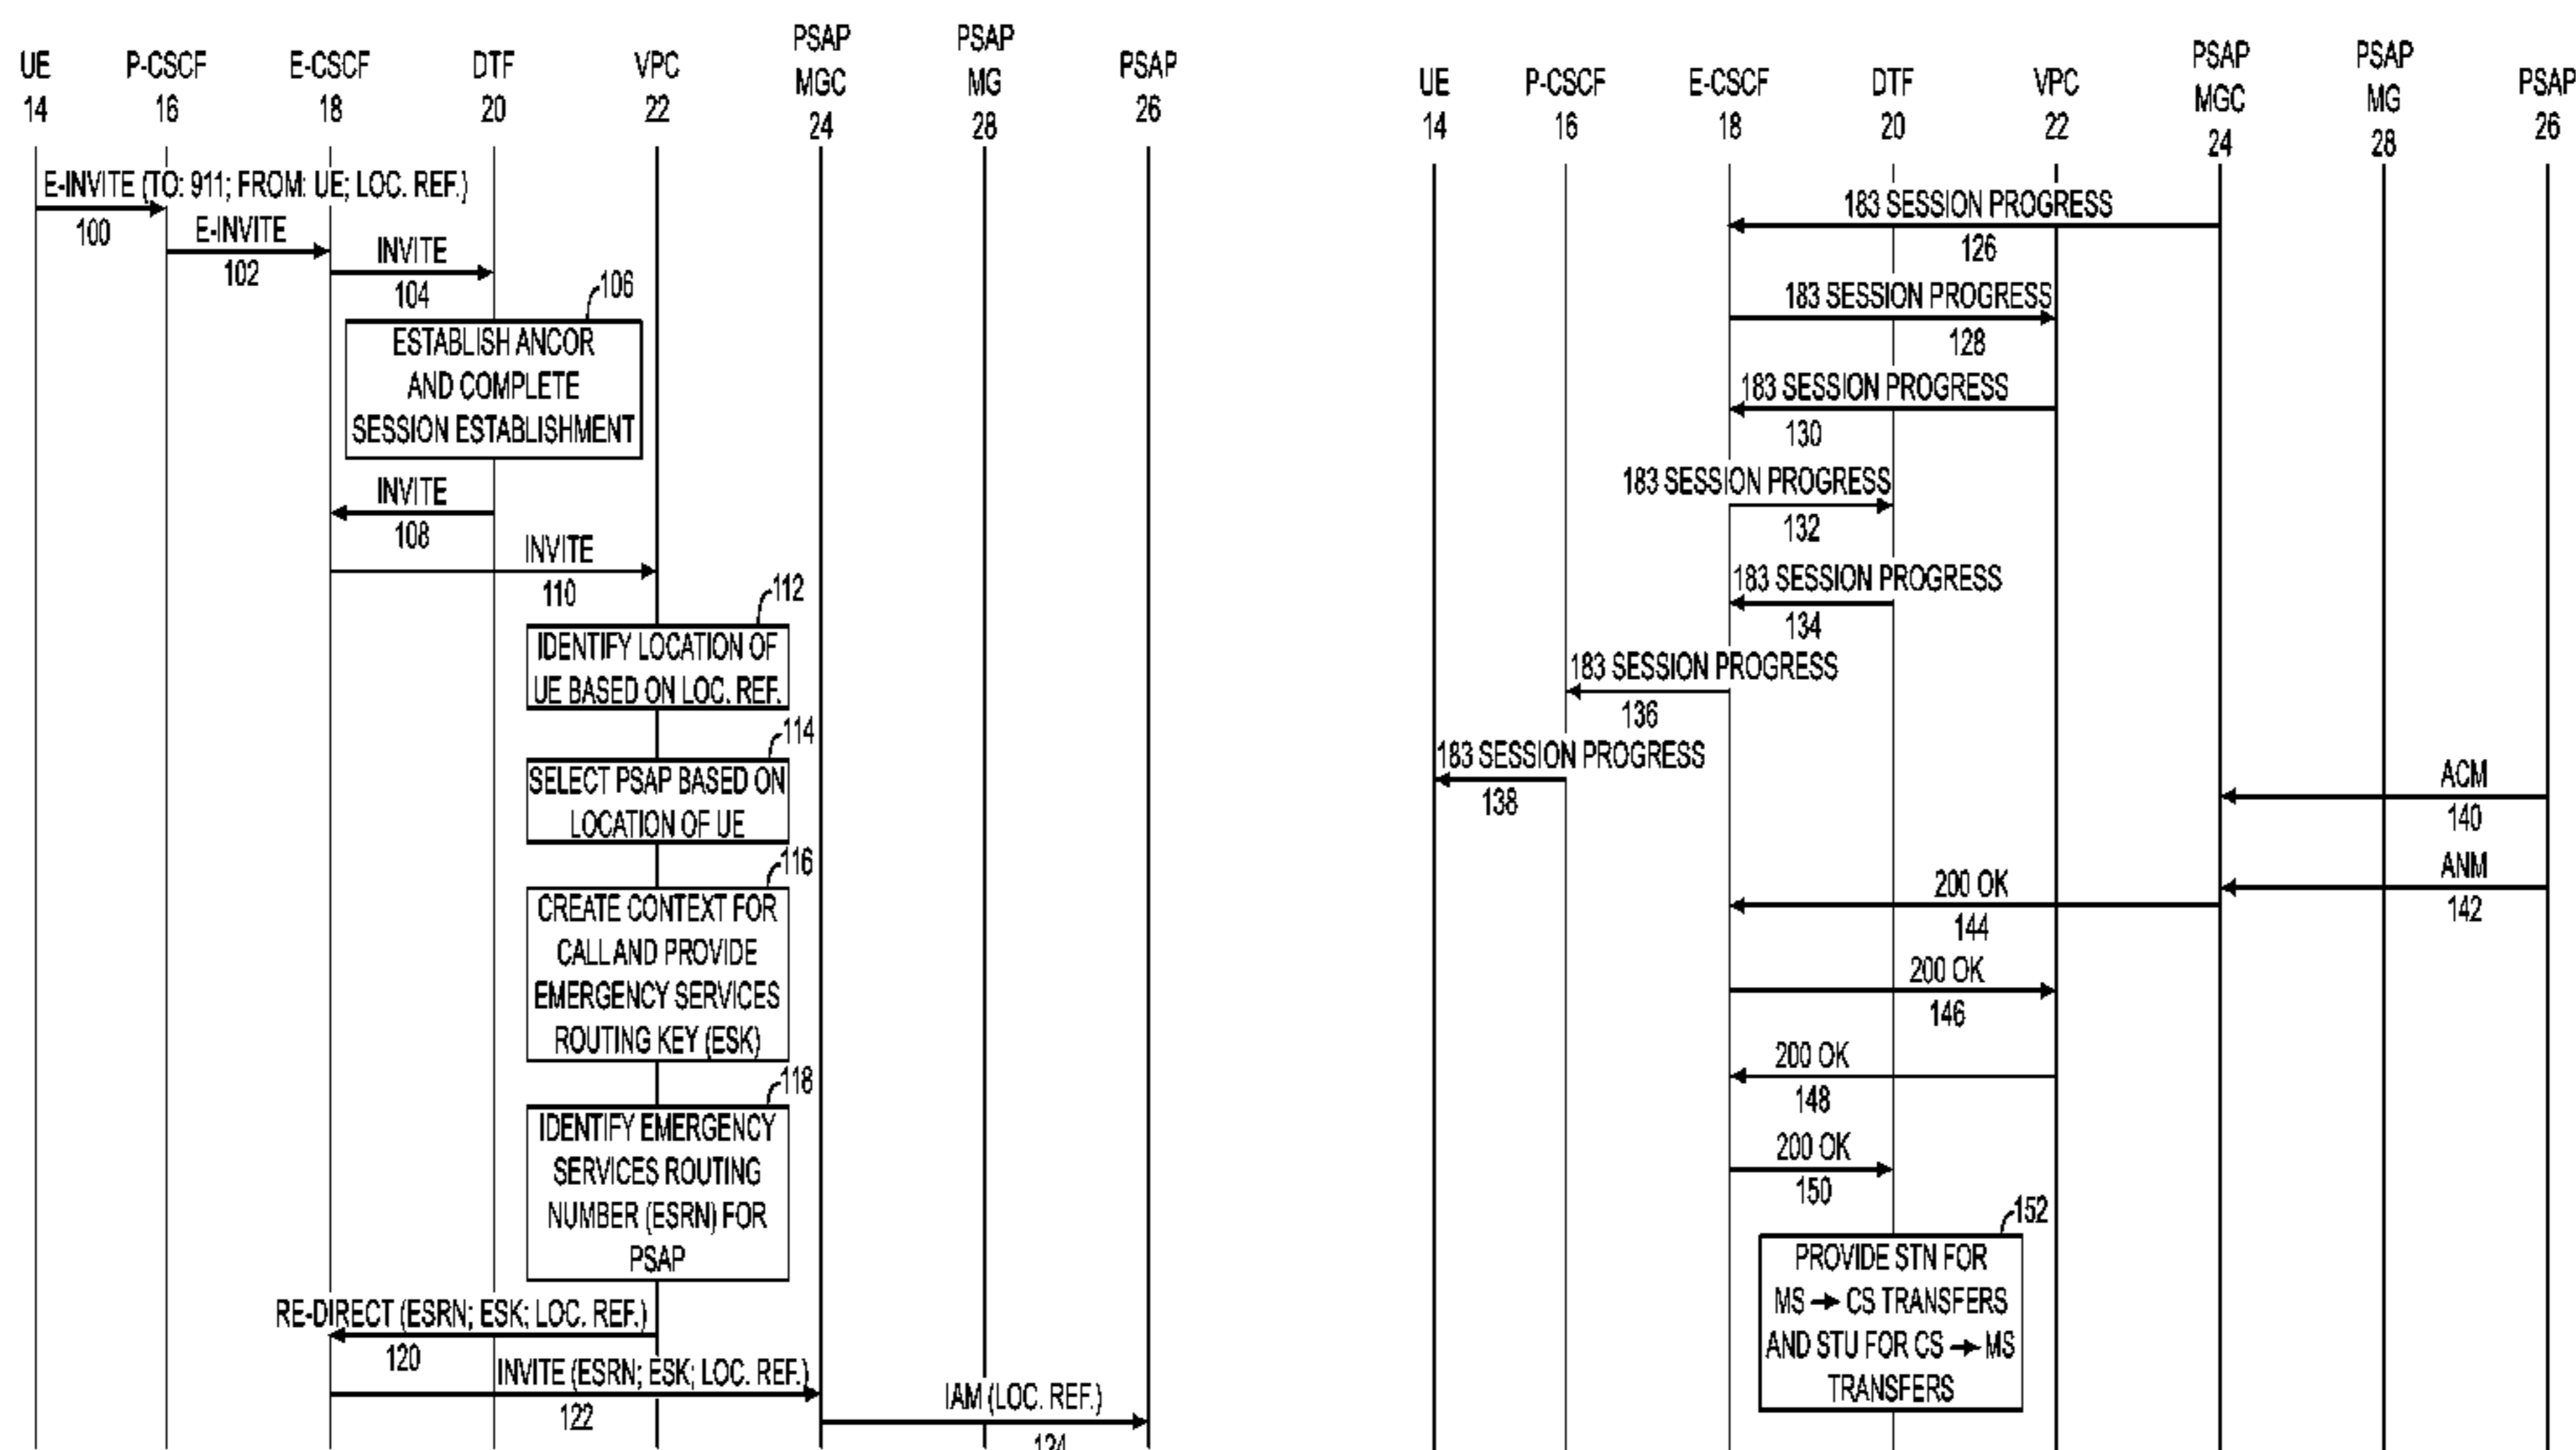 UE
14
P-CSCF
16
E-CSCF
18
DTF
20
VPC
22
PSAP
MGC
24
PSAP
MG
28
PSAP
26
E-INVITE (TO: 911; FROM: UE; LOC. REF.)
100
E-INVITE
102
INVITE
104
106
ESTABLISH ANCOR
AND COMPLETE
SESSION ESTABLISHMENT
INVITE
108
INVITE
110
112
IDENTIFY LOCATION OF
UE BASED ON LOC. REF.
114
SELECT PSAP BASED ON
LOCATION OF UE
116
CREATE CONTEXT FOR
CALL AND PROVIDE
EMERGENCY SERVICES
ROUTING KEY (ESK)
118
IDENTIFY EMERGENCY
SERVICES ROUTING
NUMBER (ESRN) FOR
PSAP
RE-DIRECT (ESRN; ESK; LOC. REF.)
120
INVITE (ESRN; ESK; LOC. REF.)
122
IAM (LOC. REF.)
124
UE
14
P-CSCF
16
E-CSCF
18
DTF
20
VPC
22
PSAP
MGC
24
PSAP
MG
28
PSAP
26
183 SESSION PROGRESS
126
183 SESSION PROGRESS
128
183 SESSION PROGRESS
130
183 SESSION PROGRESS
132
183 SESSION PROGRESS
134
183 SESSION PROGRESS
136
183 SESSION PROGRESS
138
ACM
140
ANM
142
200 OK
144
200 OK
146
200 OK
148
200 OK
150
152
PROVIDE STN FOR
MS → CS TRANSFERS
AND STU FOR CS → MS
TRANSFERS